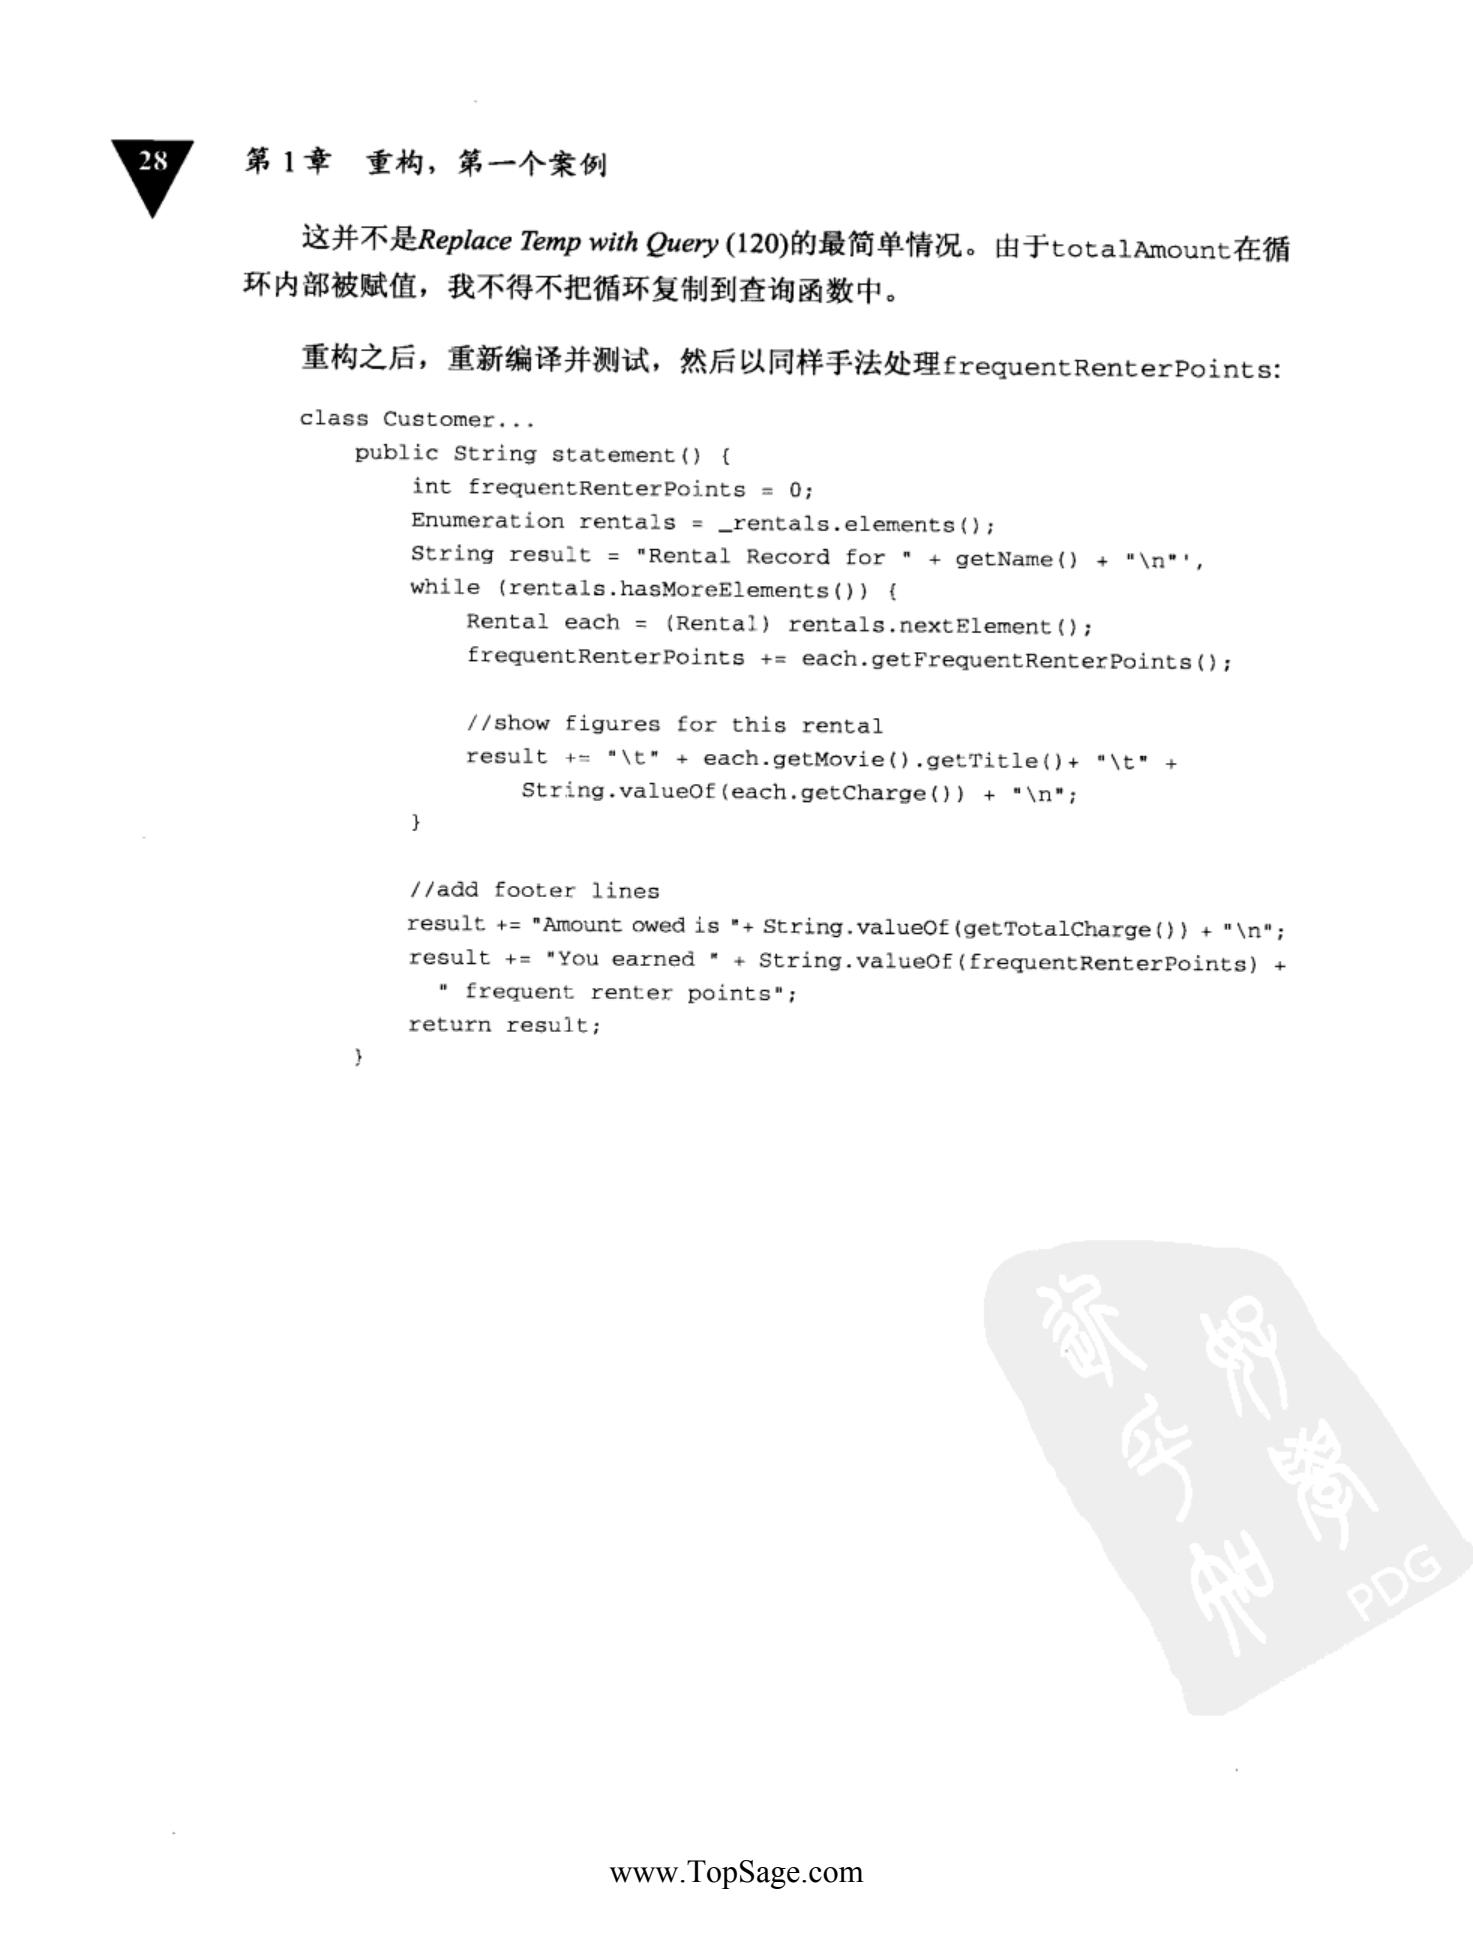 28
第 1 章 重构，第一个案例
这并不是Replace Temp with Query (120)的最简单情况。由于totalAmount在循
环内部被赋值，我不得不把循环复制到查询函数中。
重构之后，重新编译并测试，然后以同样手法处理frequentRenterPoints:
class Customer...
public String statement() {
int frequentRenterPoints = 0;
Enumeration rentals = _rentals.elements();
String result = "Rental Record for " + getName() + "\n"',
while (rentals.hasMoreElements()) {
Rental each = (Rental) rentals.nextElement();
frequentRenterPoints += each.getFrequentRenterPoints();
//show figures for this rental
result += "\t" + each.getMovie().getTitle()+ "\t" +
String.valueOf(each.getCharge()) + "\n";
}
//add footer lines
result += "Amount owed is "+ String.valueOf(getTotalCharge()) + "\n";
result += "You earned " + String.valueOf(frequentRenterPoints) +
" frequent renter points";
return result;
}
PDG
www.TopSage.com